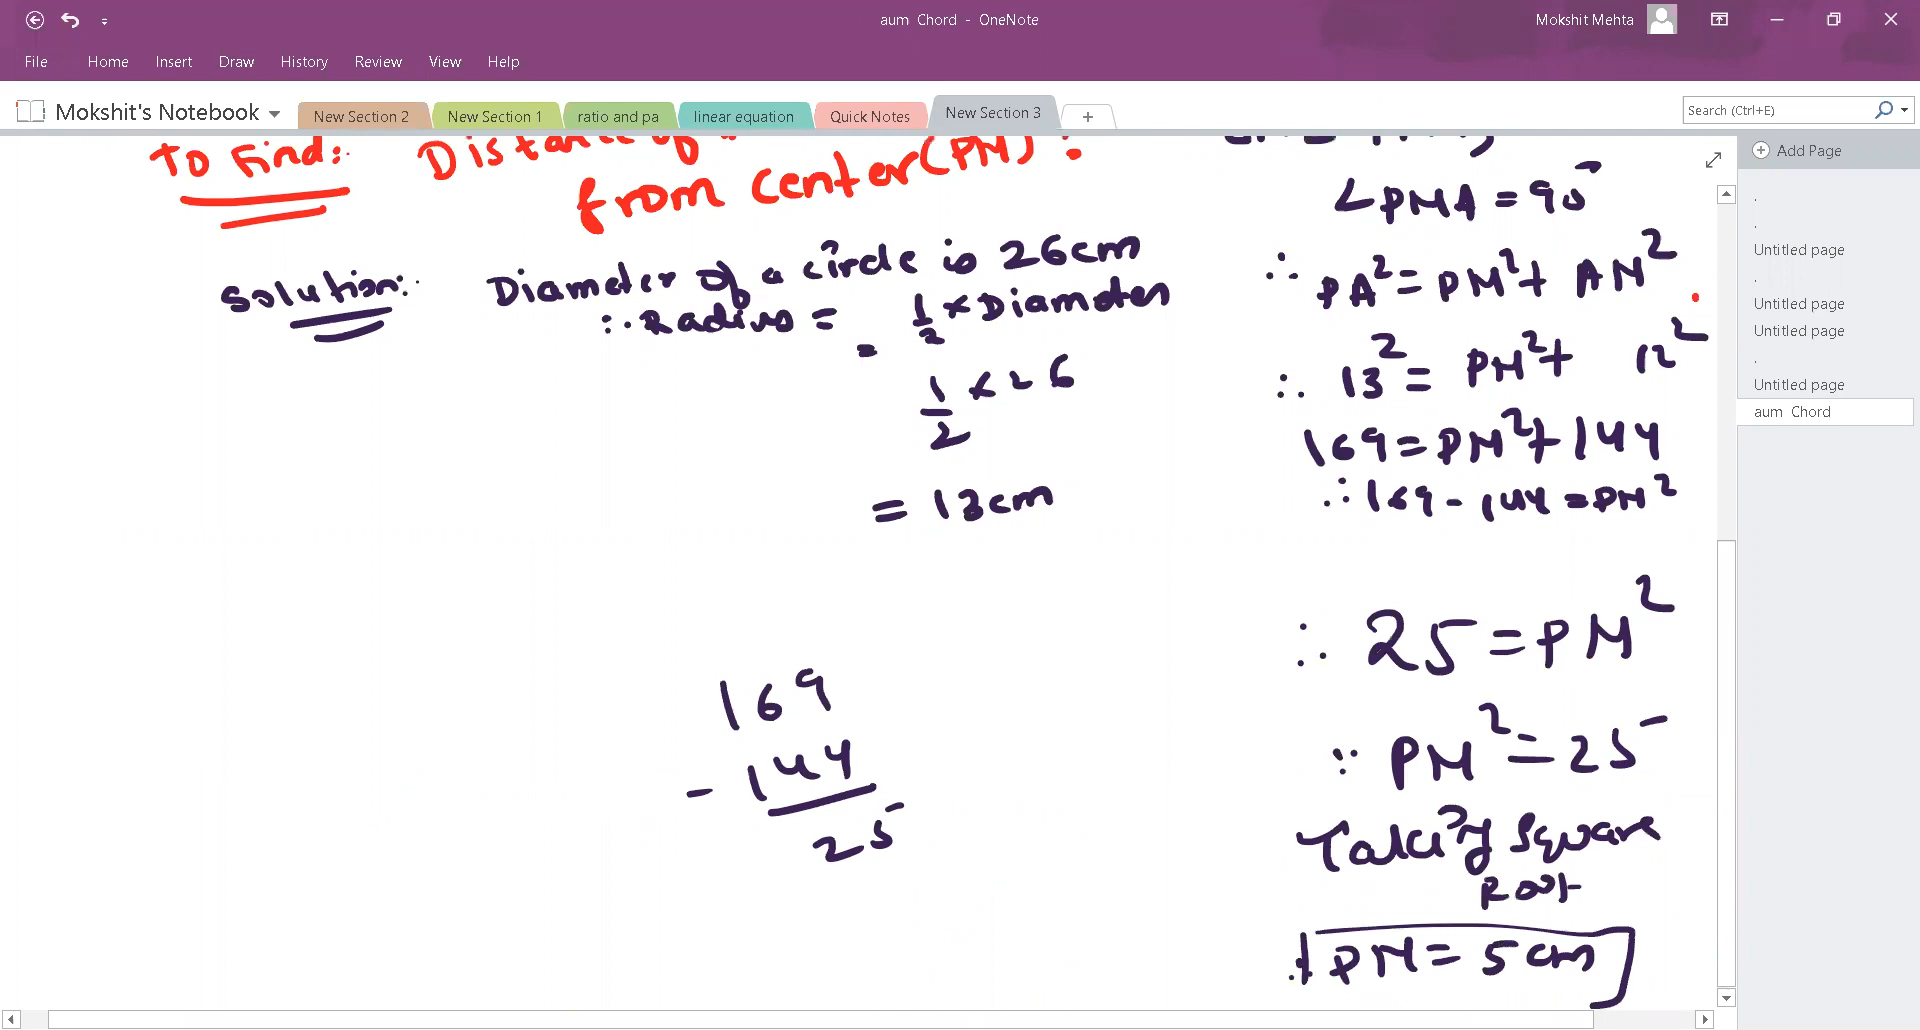 aum Chord - OneNote
Mokshit Mehta
File Home Insert Draw History Review View Help
Mokshit's Notebook
New Section 2
New Section 1
ratio and pa
linear equation
Quick Notes
New Section 3
+
Search (Ctrl+E)
Add Page
.
.
Untitled page
.
Untitled page
Untitled page
.
Untitled page
aum Chord
To Find: Distance of a
from center(PM) ?
Solution: Diameter of a circle is 26cm
∴ Radius = 1/2 × Diameter
=
1/2 × 26
= 13cm
169
- 144
25
∠PMA = 90°
∴ PA² = PM² + AM²
∴ 13² = PM² + 12²
169 = PM² + 144
∴ 169 - 144 = PM²
∴ 25 = PM²
∵ PM² = 25
Taking Square
Root
∴ PM = 5cm